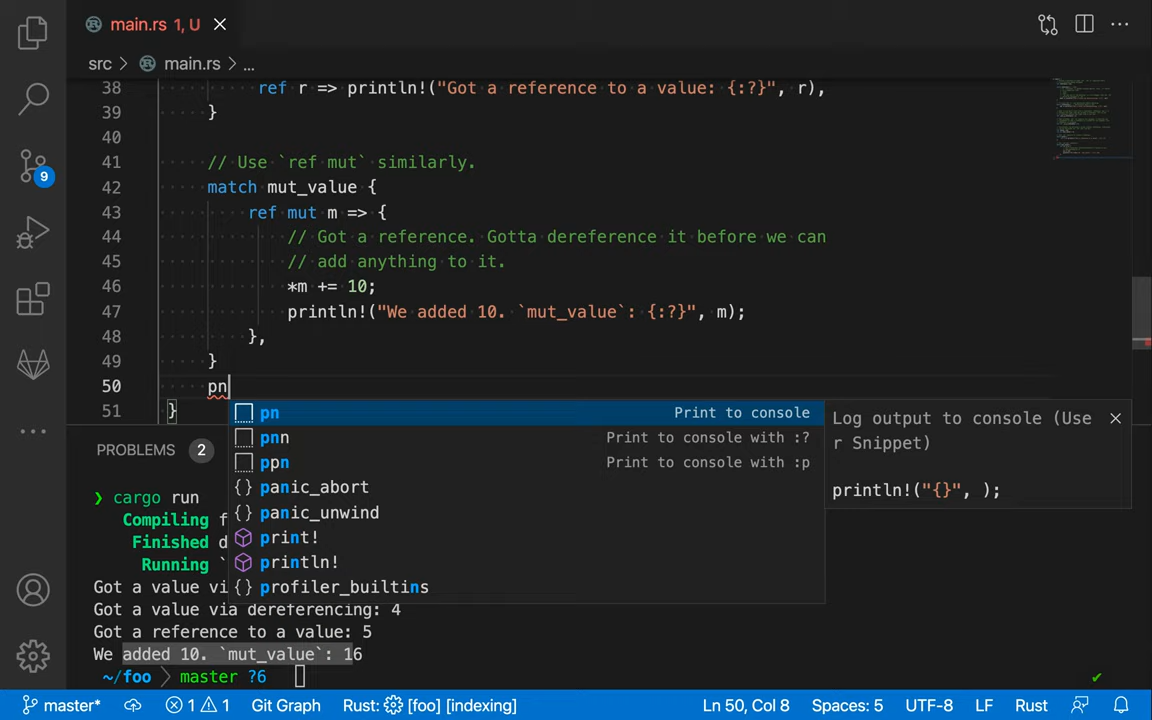 main.rs 1, U
src > main.rs > ...
38 ref r => println!("Got a reference to a value: {:?}", r),
39 }
40
41 // Use `ref mut` similarly.
42 match mut_value {
43 ref mut m => {
44 // Got a reference. Gotta dereference it before we can
45 // add anything to it.
46 *m += 10;
47 println!("We added 10. `mut_value`: {:?}", m);
48 },
49 }
50 pn
51 }
9
pn Print to console
pnn Print to console with :?
ppn Print to console with :p
panic_abort
panic_unwind
print!
println!
profiler_builtins
Log output to console (Use
r Snippet)
println!("{}", );
PROBLEMS 2
❯ cargo run
Compiling f
Finished d
Running `
Got a value vi
Got a value via dereferencing: 4
Got a reference to a value: 5
We added 10. `mut_value`: 16
~/foo master ?6 ✔
master* 1 1 Git Graph Rust: [foo] [indexing] Ln 50, Col 8 Spaces: 5 UTF-8 LF Rust